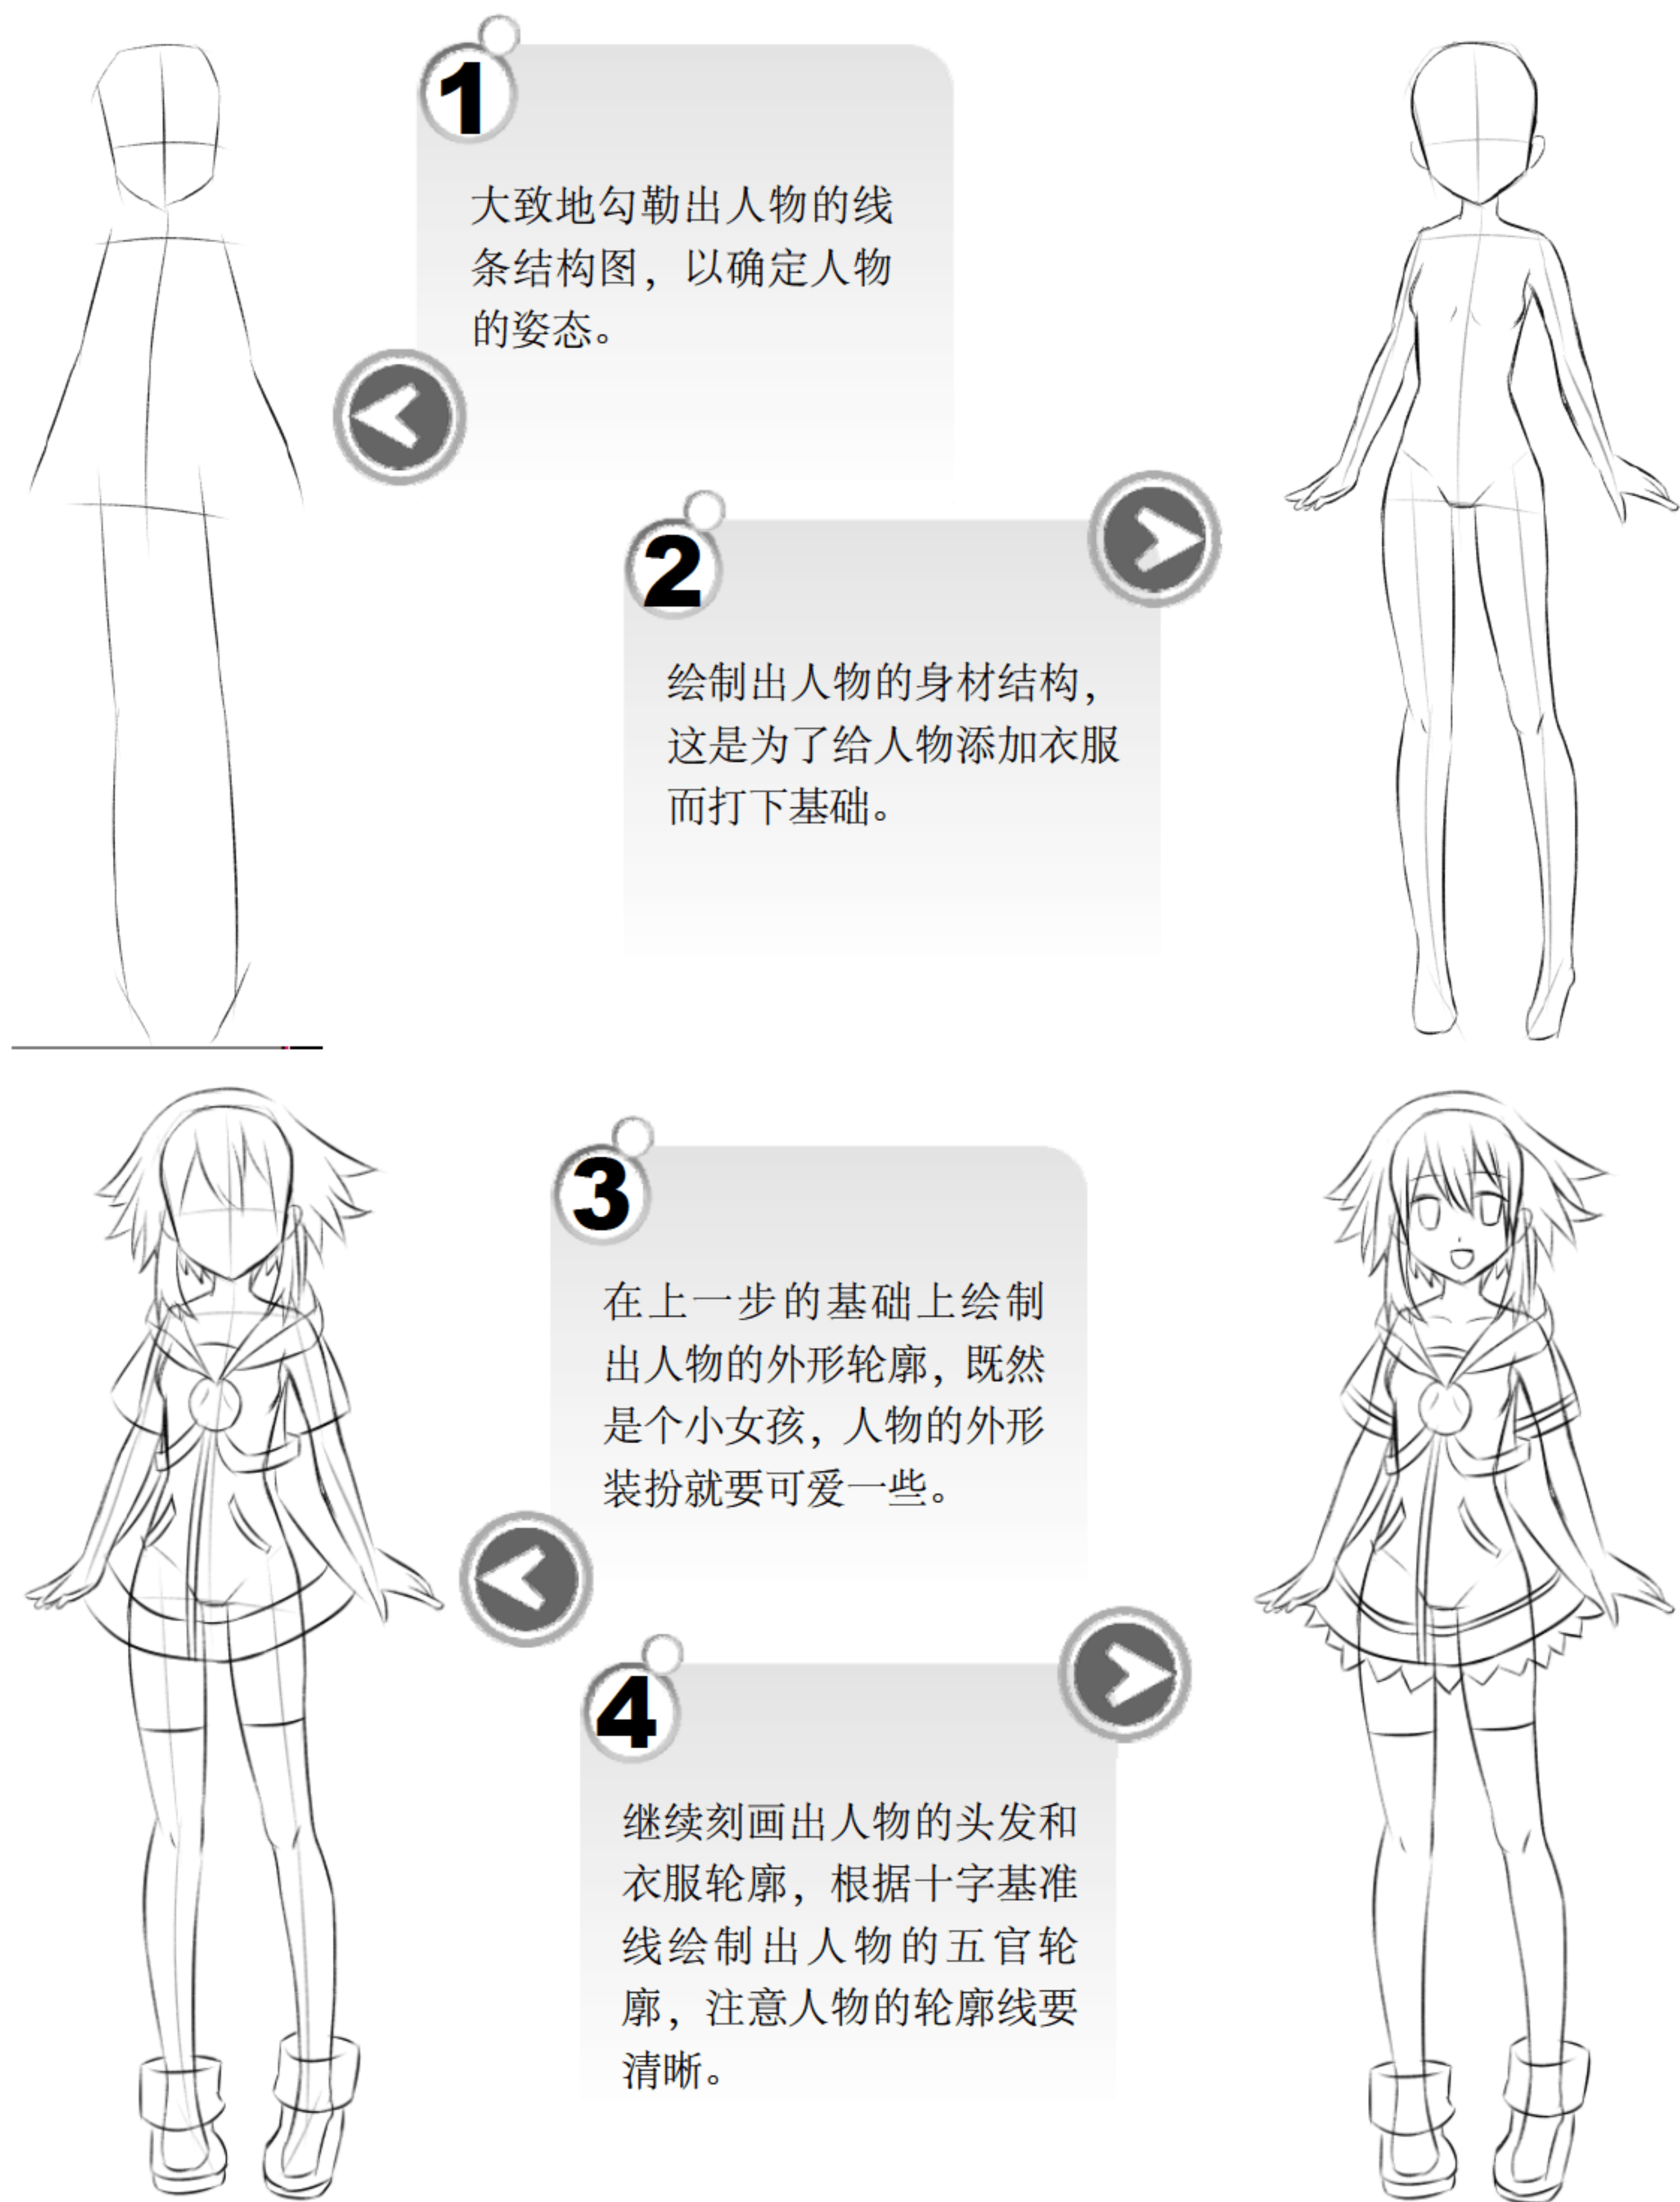 1
大致地勾勒出人物的线
条结构图，以确定人物
的姿态。
2
绘制出人物的身材结构，
这是为了给人物添加衣服
而打下基础。
3
在上一步的基础上绘制
出人物的外形轮廓，既然
是个小女孩，人物的外形
装扮就要可爱一些。
4
继续刻画出人物的头发和
衣服轮廓，根据十字基准
线绘制出人物的五官轮
廓，注意人物的轮廓线要
清晰。